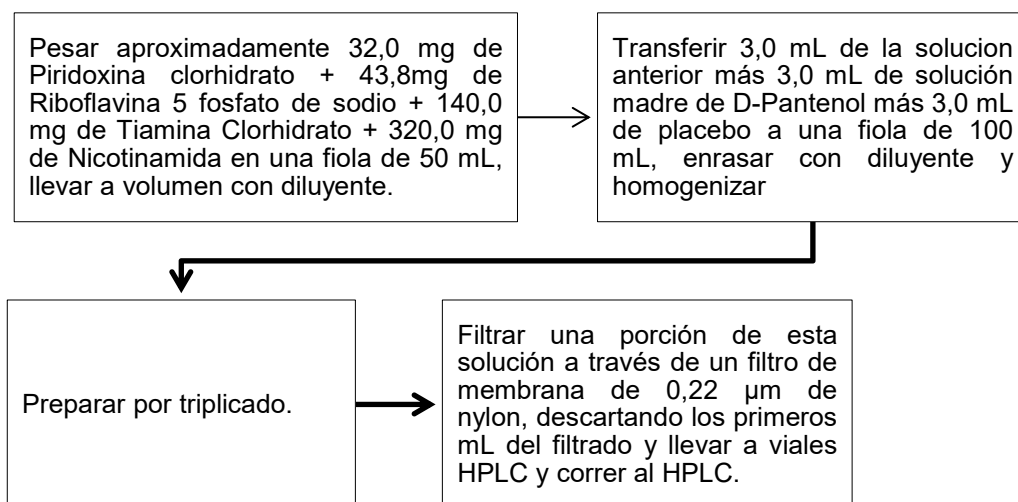 Pesar aproximadamente 32,0 mg de
Piridoxina clorhidrato + 43,8mg de
Riboflavina 5 fosfato de sodio + 140,0
mg de Tiamina Clorhidrato + 320,0 mg
de Nicotinamida en una fiola de 50 mL,
llevar a volumen con diluyente.
Transferir 3,0 mL de la solucion
anterior más 3,0 mL de solución
madre de D-Pantenol más 3,0 mL
de placebo a una fiola de 100
mL, enrasar con diluyente y
homogenizar
Preparar por triplicado.
Filtrar una porción de esta
solución a través de un filtro de
membrana de 0,22 µm de
nylon, descartando los primeros
mL del filtrado y llevar a viales
HPLC y correr al HPLC.